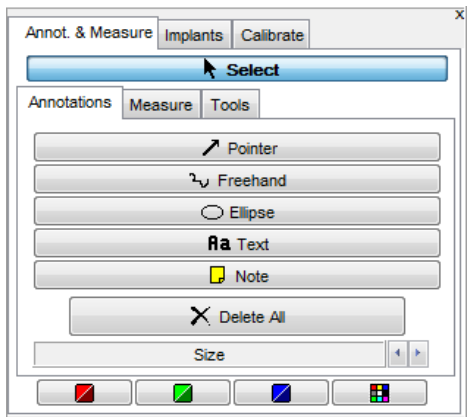 x
Annot. & Measure Implants Calibrate
Select
Annotations Measure Tools
Pointer
Freehand
Ellipse
Aa Text
Note
Delete All
Size